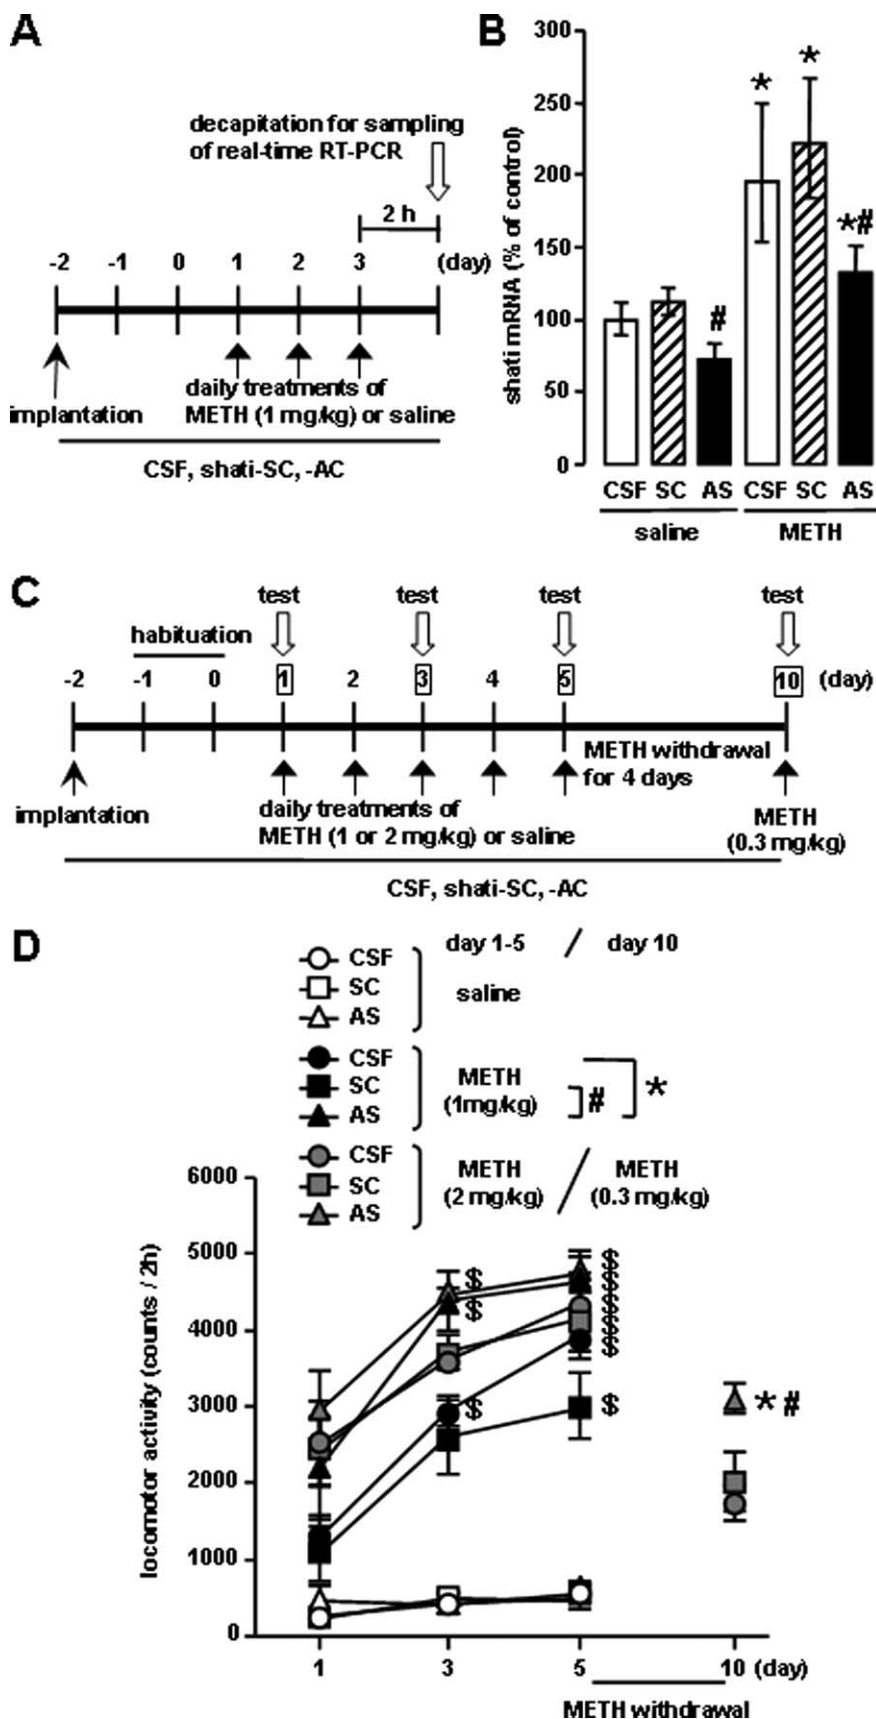 A
decapitation for sampling
of real-time RT-PCR
2 h
-2 -1 0 1 2 3 (day)
implantation
daily treatments of
METH (1 mg/kg) or saline
CSF, shati-SC, -AC
B
shati mRNA (% of control)
300
250
200
150
100
50
0
* * *# #
CSF SC AS CSF SC AS
saline METH
C
test test test test
habituation
-2 -1 0 1 2 3 4 5 10 (day)
METH withdrawal
for 4 days
implantation
daily treatments of
METH (1 or 2 mg/kg) or saline
METH
(0.3 mg/kg)
CSF, shati-SC, -AC
D
day 1-5 / day 10
CSF
SC
AS
saline
CSF
SC
AS
METH
(1mg/kg)
# *
CSF
SC
AS
METH
(2 mg/kg)
/
METH
(0.3 mg/kg)
locomotor activity (counts / 2h)
6000
5000
4000
3000
2000
1000
0
$
$
$
$
$
$
$
$
$
* #
1 3 5 10 (day)
METH withdrawal